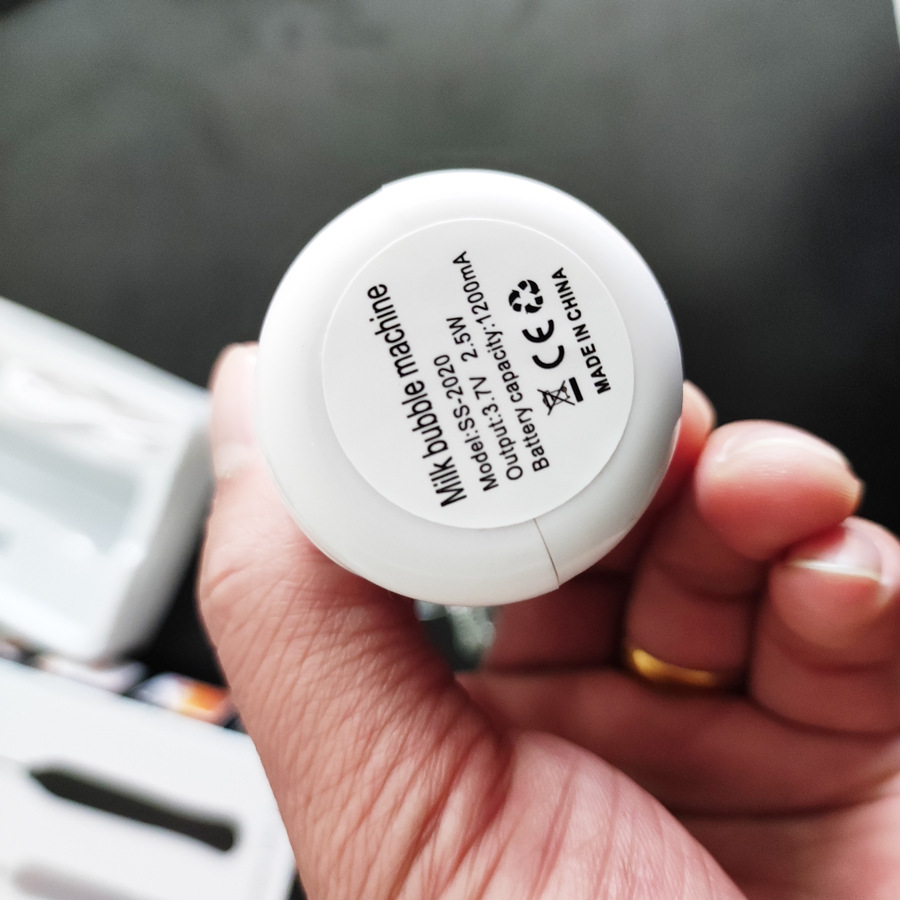 Milk bubble machine
Model:SS-2020
Output:3.7V 2.5W
Battery capacity:1200mA
CE
MADE IN CHINA